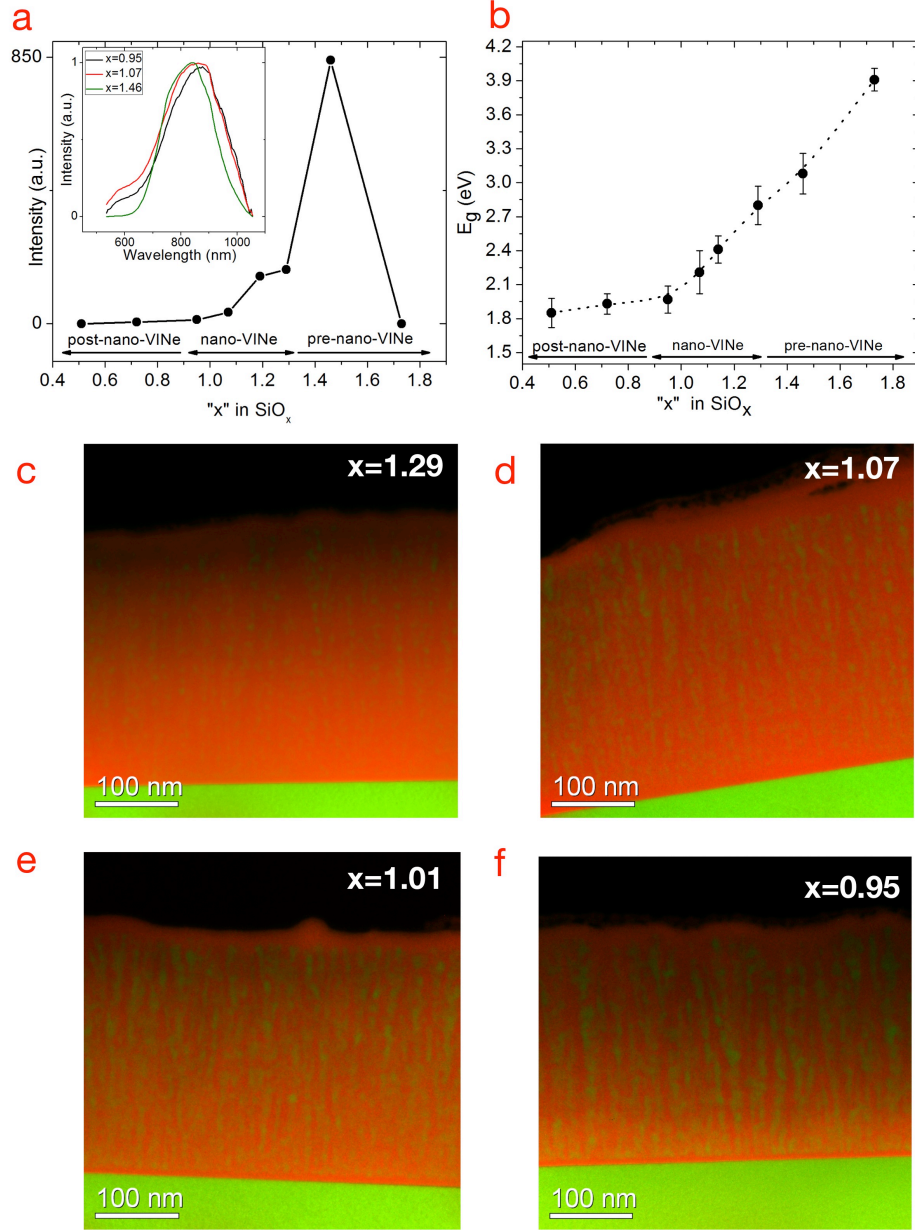 a
850
0
Intensity (a.u.)
x=0.95
x=1.07
x=1.46
1
0
Intensity (a.u.)
600 800 1000
Wavelength (nm)
post-nano-VINe nano-VINe pre-nano-VINe
0.4 0.6 0.8 1.0 1.2 1.4 1.6 1.8
"x" in SiOx
b
4.2
3.9
3.6
3.3
3.0
2.7
2.4
2.1
1.8
1.5
Eg (eV)
post-nano-VINe nano-VINe pre-nano-VINe
0.4 0.6 0.8 1.0 1.2 1.4 1.6 1.8
"x" in SiOx
c
x=1.29
100 nm
d
x=1.07
100 nm
e
x=1.01
100 nm
f
x=0.95
100 nm